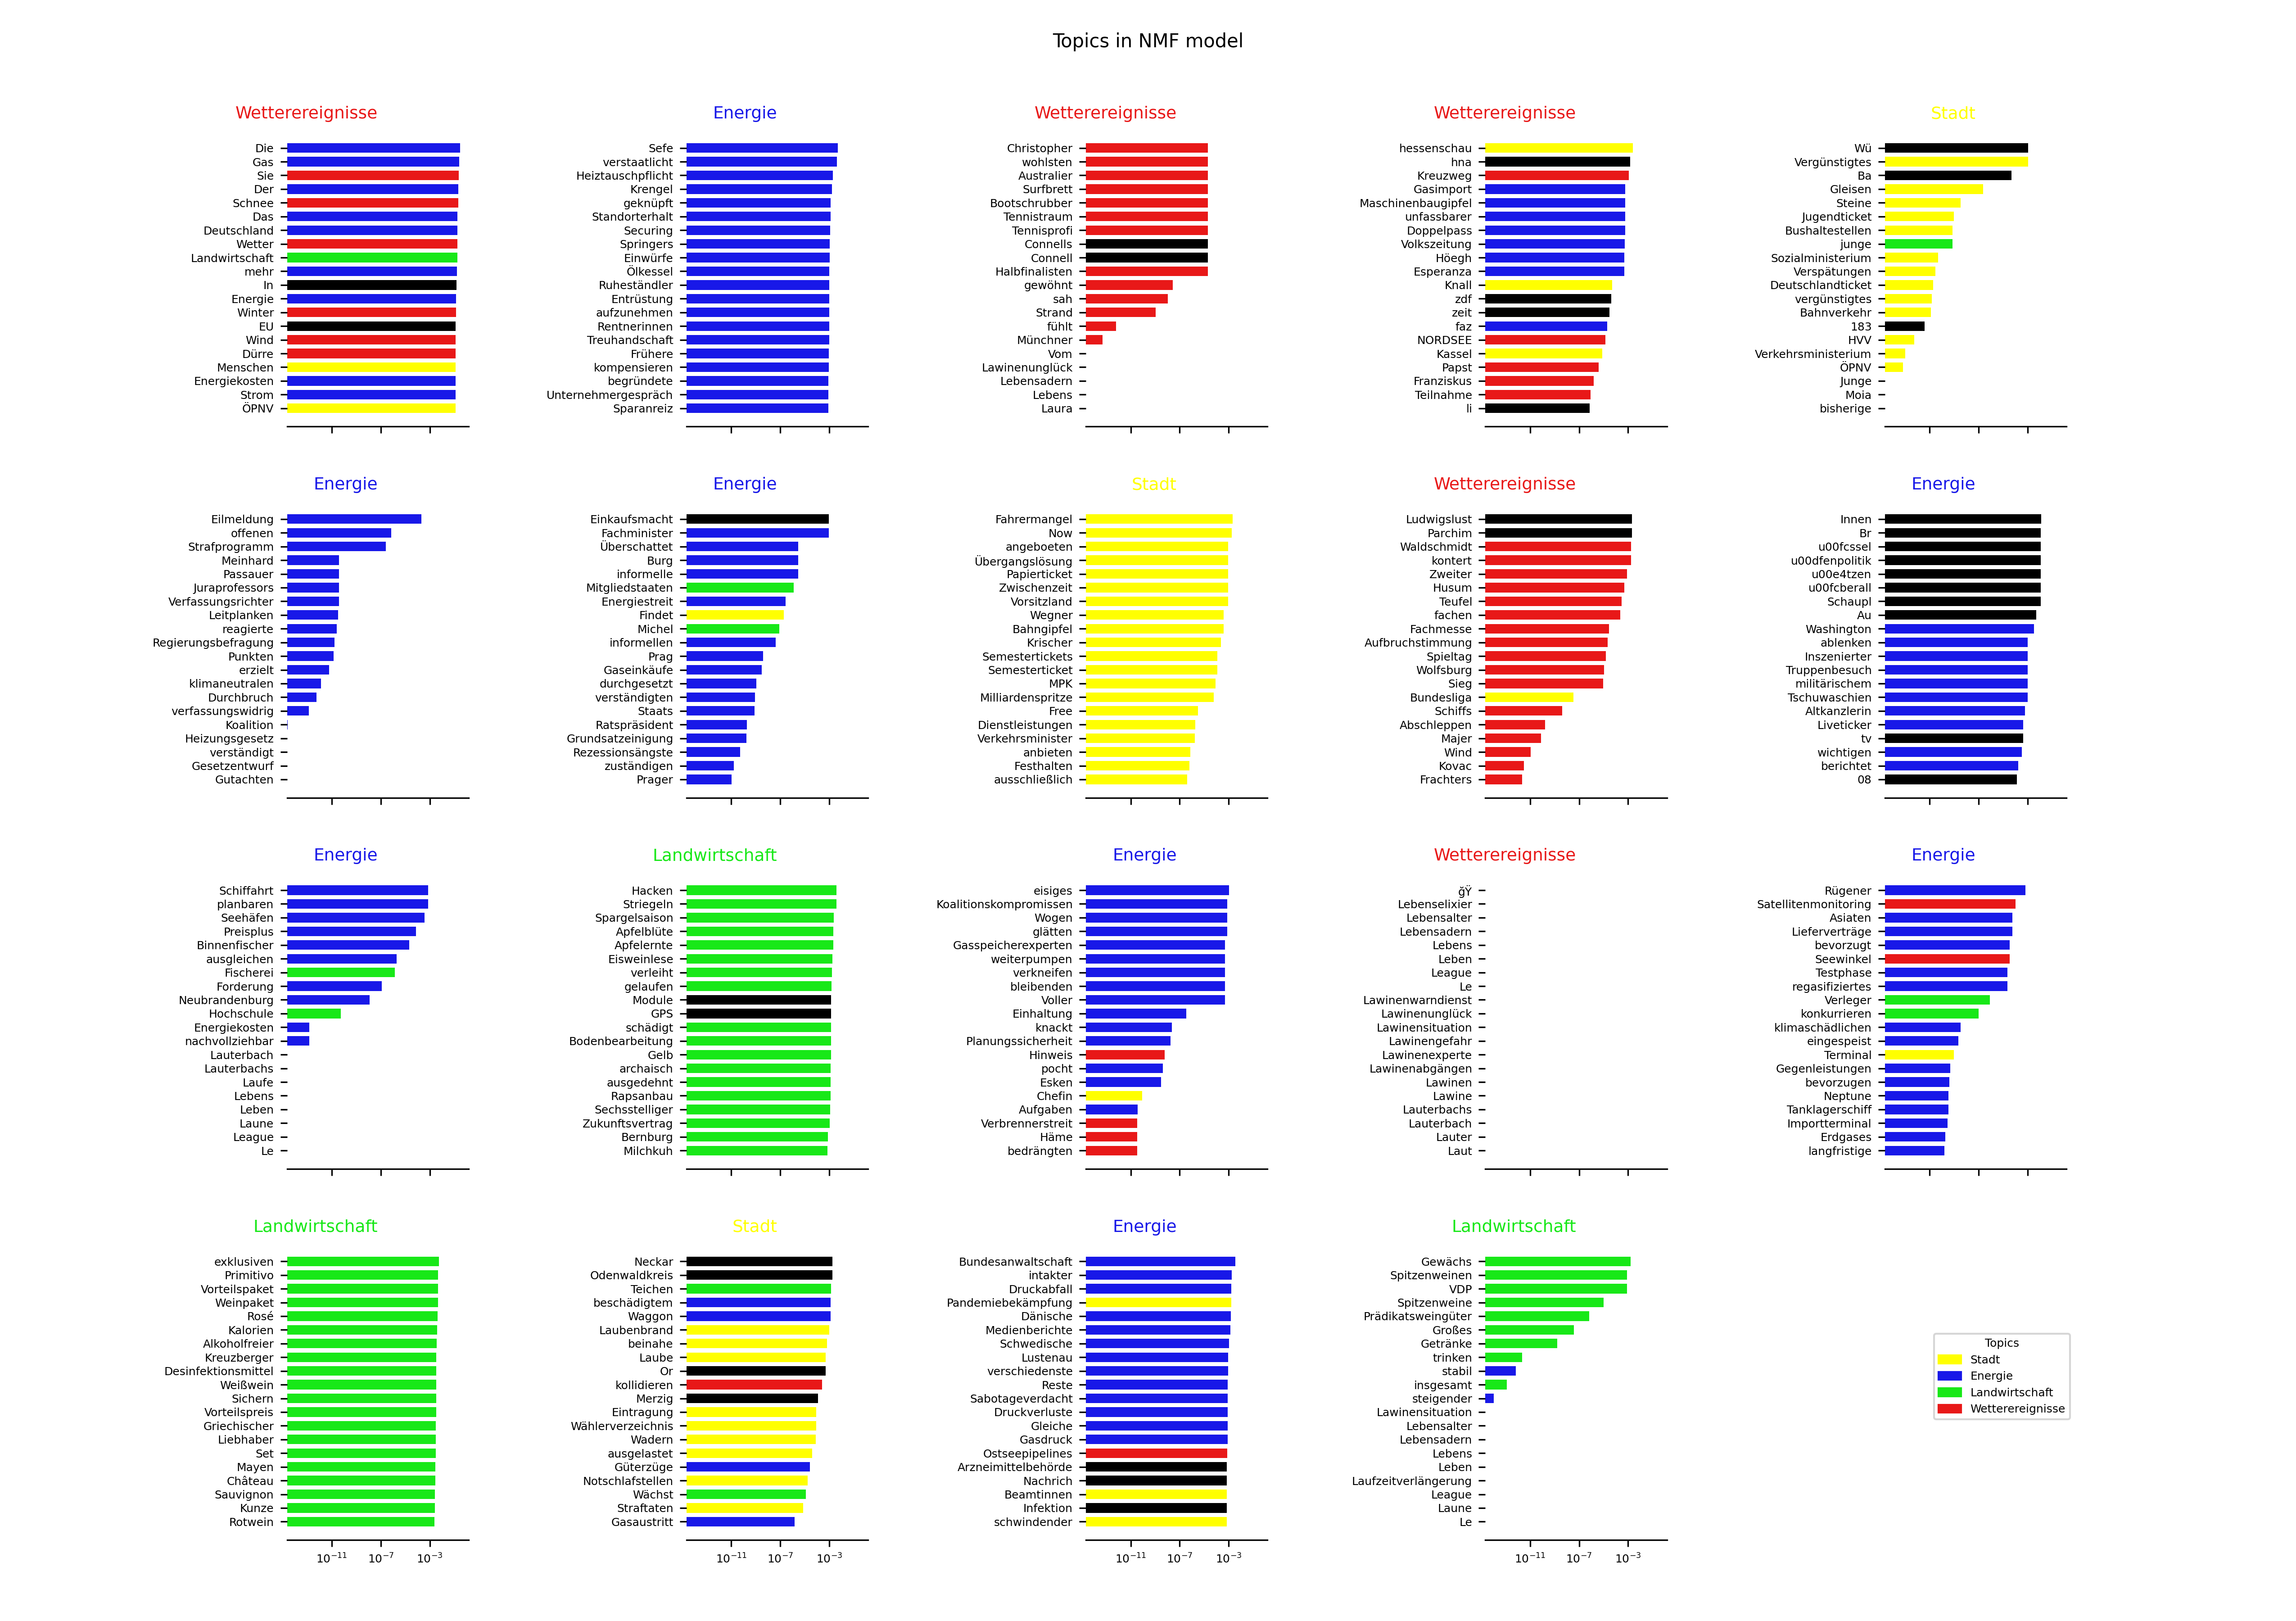 Topics in NMF model
Wetterereignisse
Die
Gas
Sie
Der
Schnee
Das
Deutschland
Wetter
Landwirtschaft
mehr
In
Energie
Winter
EU
Wind
Dürre
Menschen
Energiekosten
Strom
ÖPNV
Energie
Sefe
verstaatlicht
Heiztauschpflicht
Krengel
geknüpft
Standorterhalt
Securing
Springers
Einwürfe
Ölkessel
Ruheständler
Entrüstung
aufzunehmen
Rentnerinnen
Treuhandschaft
Frühere
kompensieren
begründete
Unternehmergespräch
Sparanreiz
Wetterereignisse
Christopher
wohlsten
Australier
Surfbrett
Bootschrubber
Tennistraum
Tennisprofi
Connells
Connell
Halbfinalisten
gewöhnt
sah
Strand
fühlt
Münchner
Vom
Lawinenunglück
Lebensadern
Lebens
Laura
Wetterereignisse
hessenschau
hna
Kreuzweg
Gasimport
Maschinenbaugipfel
unfassbarer
Doppelpass
Volkszeitung
Höegh
Esperanza
Knall
zdf
zeit
faz
NORDSEE
Kassel
Papst
Franziskus
Teilnahme
li
Stadt
Wü
Vergünstigtes
Ba
Gleisen
Steine
Jugendticket
Bushaltestellen
junge
Sozialministerium
Verspätungen
Deutschlandticket
vergünstigtes
Bahnverkehr
183
HVV
Verkehrsministerium
ÖPNV
Junge
Moia
bisherige
Energie
Eilmeldung
offenen
Strafprogramm
Meinhard
Passauer
Juraprofessors
Verfassungsrichter
Leitplanken
reagierte
Regierungsbefragung
Punkten
erzielt
klimaneutralen
Durchbruch
verfassungswidrig
Koalition
Heizungsgesetz
verständigt
Gesetzentwurf
Gutachten
Energie
Einkaufsmacht
Fachminister
Überschattet
Burg
informelle
Mitgliedstaaten
Energiestreit
Findet
Michel
informellen
Prag
Gaseinkäufe
durchgesetzt
verständigten
Staats
Ratspräsident
Grundsatzeinigung
Rezessionsängste
zuständigen
Prager
Stadt
Fahrermangel
Now
angeboeten
Übergangslösung
Papierticket
Zwischenzeit
Vorsitzland
Wegner
Bahngipfel
Krischer
Semestertickets
Semesterticket
MPK
Milliardenspritze
Free
Dienstleistungen
Verkehrsminister
anbieten
Festhalten
ausschließlich
Wetterereignisse
Ludwigslust
Parchim
Waldschmidt
kontert
Zweiter
Husum
Teufel
fachen
Fachmesse
Aufbruchstimmung
Spieltag
Wolfsburg
Sieg
Bundesliga
Schiffs
Abschleppen
Majer
Wind
Kovac
Frachters
Energie
Innen
Br
u00fcssel
u00dfenpolitik
u00e4tzen
u00fcberall
Schaupl
Au
Washington
ablenken
Inszenierter
Truppenbesuch
militärischem
Tschuwaschien
Altkanzlerin
Liveticker
tv
wichtigen
berichtet
08
Energie
Schiffahrt
planbaren
Seehäfen
Preisplus
Binnenfischer
ausgleichen
Fischerei
Forderung
Neubrandenburg
Hochschule
Energiekosten
nachvollziehbar
Lauterbach
Lauterbachs
Laufe
Lebens
Leben
Laune
League
Le
Landwirtschaft
Hacken
Striegeln
Spargelsaison
Apfelblüte
Apfelernte
Eisweinlese
verleiht
gelaufen
Module
GPS
schädigt
Bodenbearbeitung
Gelb
archaisch
ausgedehnt
Rapsanbau
Sechsstelliger
Zukunftsvertrag
Bernburg
Milchkuh
Energie
eisiges
Koalitionskompromissen
Wogen
glätten
Gasspeicherexperten
weiterpumpen
verkneifen
bleibenden
Voller
Einhaltung
knackt
Planungssicherheit
Hinweis
pocht
Esken
Chefin
Aufgaben
Verbrennerstreit
Häme
bedrängten
Wetterereignisse
ğŸ
Lebenselixier
Lebensalter
Lebensadern
Lebens
Leben
League
Le
Lawinenwarndienst
Lawinenunglück
Lawinensituation
Lawinengefahr
Lawinenexperte
Lawinenabgängen
Lawinen
Lawine
Lauterbachs
Lauterbach
Lauter
Laut
Energie
Rügener
Satellitenmonitoring
Asiaten
Lieferverträge
bevorzugt
Seewinkel
Testphase
regasifiziertes
Verleger
konkurrieren
klimaschädlichen
eingespeist
Terminal
Gegenleistungen
bevorzugen
Neptune
Tanklagerschiff
Importterminal
Erdgases
langfristige
Landwirtschaft
exklusiven
Primitivo
Vorteilspaket
Weinpaket
Rosé
Kalorien
Alkoholfreier
Kreuzberger
Desinfektionsmittel
Weißwein
Sichern
Vorteilspreis
Griechischer
Liebhaber
Set
Mayen
Château
Sauvignon
Kunze
Rotwein
10⁻¹¹ 10⁻⁷ 10⁻³
Stadt
Neckar
Odenwaldkreis
Teichen
beschädigtem
Waggon
Laubenbrand
beinahe
Laube
Or
kollidieren
Merzig
Eintragung
Wählerverzeichnis
Wadern
ausgelastet
Güterzüge
Notschlafstellen
Wächst
Straftaten
Gasaustritt
10⁻¹¹ 10⁻⁷ 10⁻³
Energie
Bundesanwaltschaft
intakter
Druckabfall
Pandemiebekämpfung
Dänische
Medienberichte
Schwedische
Lustenau
verschiedenste
Reste
Sabotageverdacht
Druckverluste
Gleiche
Gasdruck
Ostseepipelines
Arzneimittelbehörde
Nachrich
Beamtinnen
Infektion
schwindender
10⁻¹¹ 10⁻⁷ 10⁻³
Landwirtschaft
Gewächs
Spitzenweinen
VDP
Spitzenweine
Prädikatsweingüter
Großes
Getränke
trinken
stabil
insgesamt
steigender
Lawinensituation
Lebensalter
Lebensadern
Lebens
Leben
Laufzeitverlängerung
League
Laune
Le
10⁻¹¹ 10⁻⁷ 10⁻³
Topics
Stadt
Energie
Landwirtschaft
Wetterereignisse